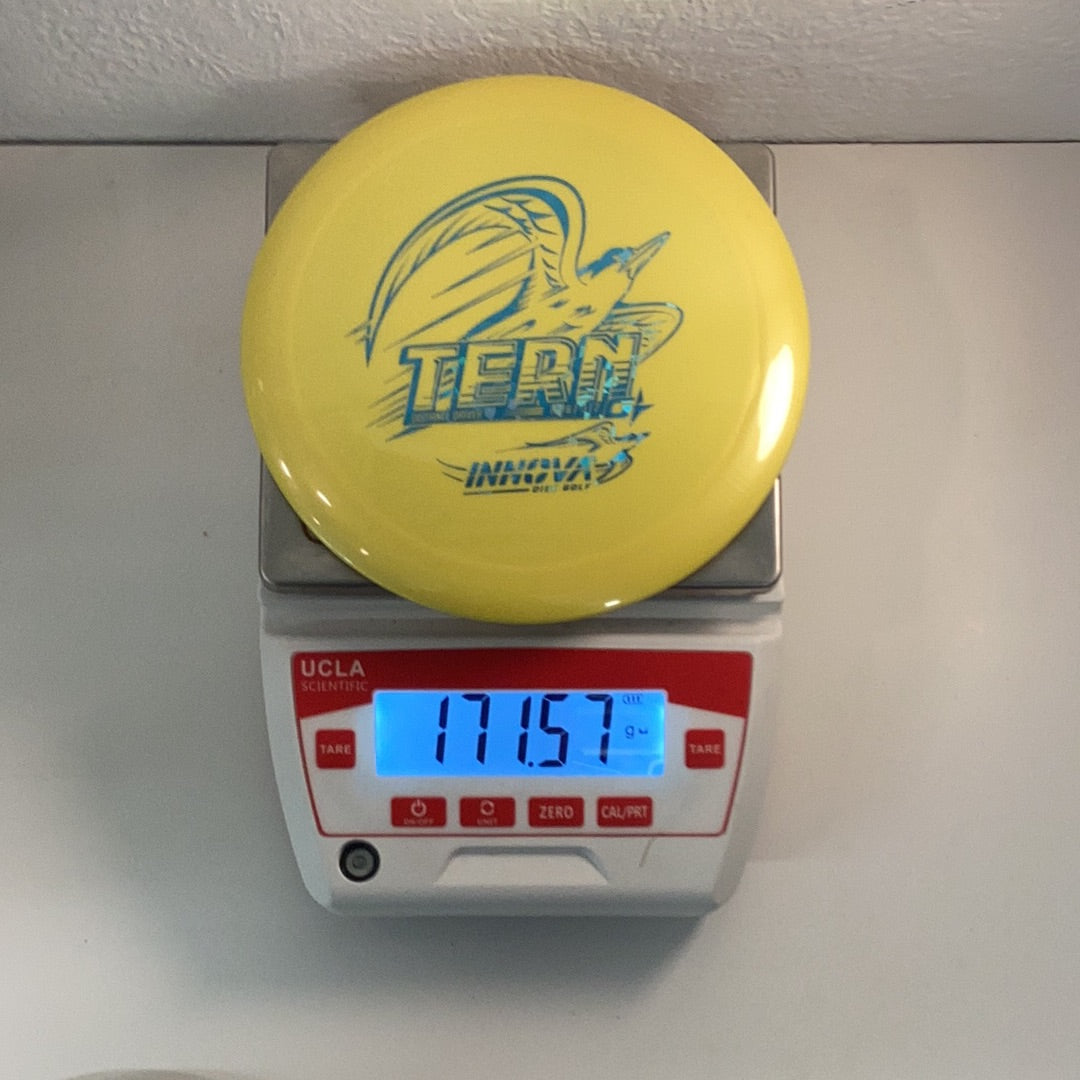 TERN
DISTANCE DRIVER
INNOVA
DISC GOLF
UCLA
SCIENTIFIC
171.57
g
TARE
TARE
ON/OFF
UNIT
ZERO
CAL/PRT